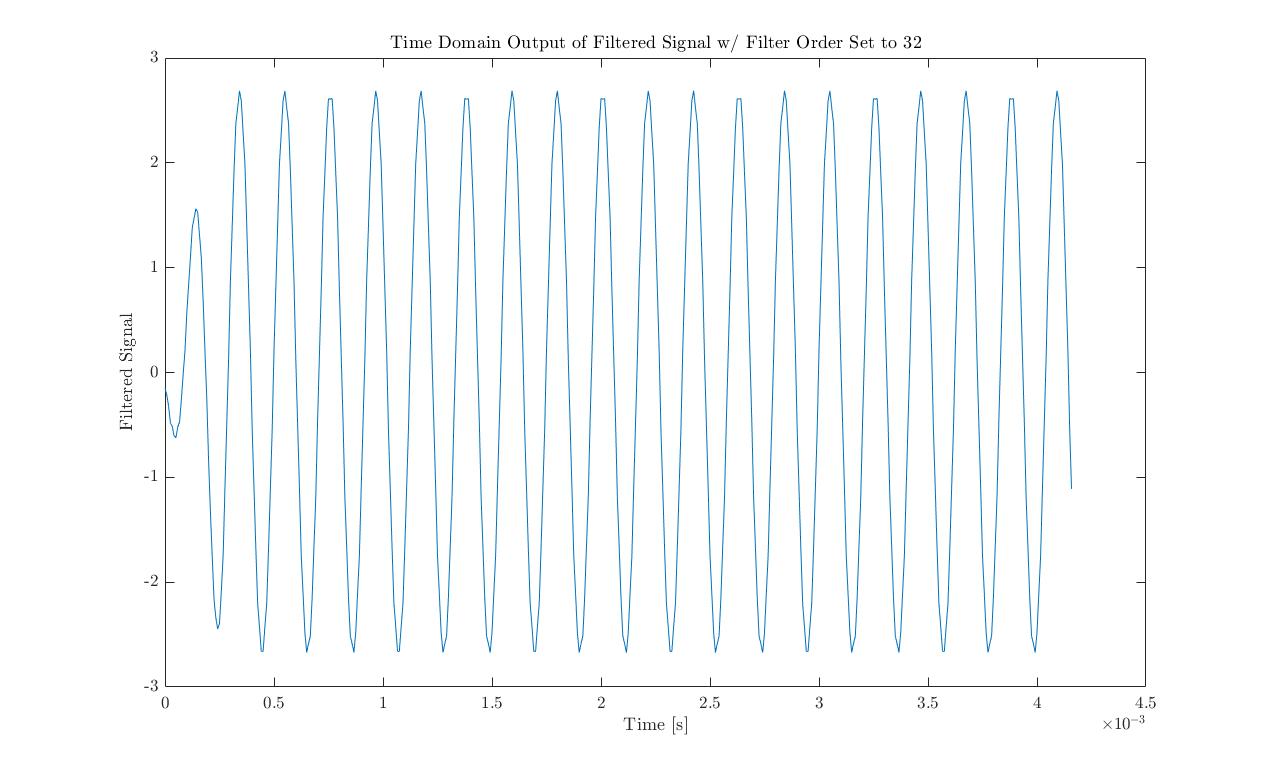 Time Domain Output of Filtered Signal w/ Filter Order Set to 32
3
2
1
0
-1
-2
-3
Filtered Signal
0 0.5 1 1.5 2 2.5 3 3.5 4 4.5
Time [s]
×10⁻³